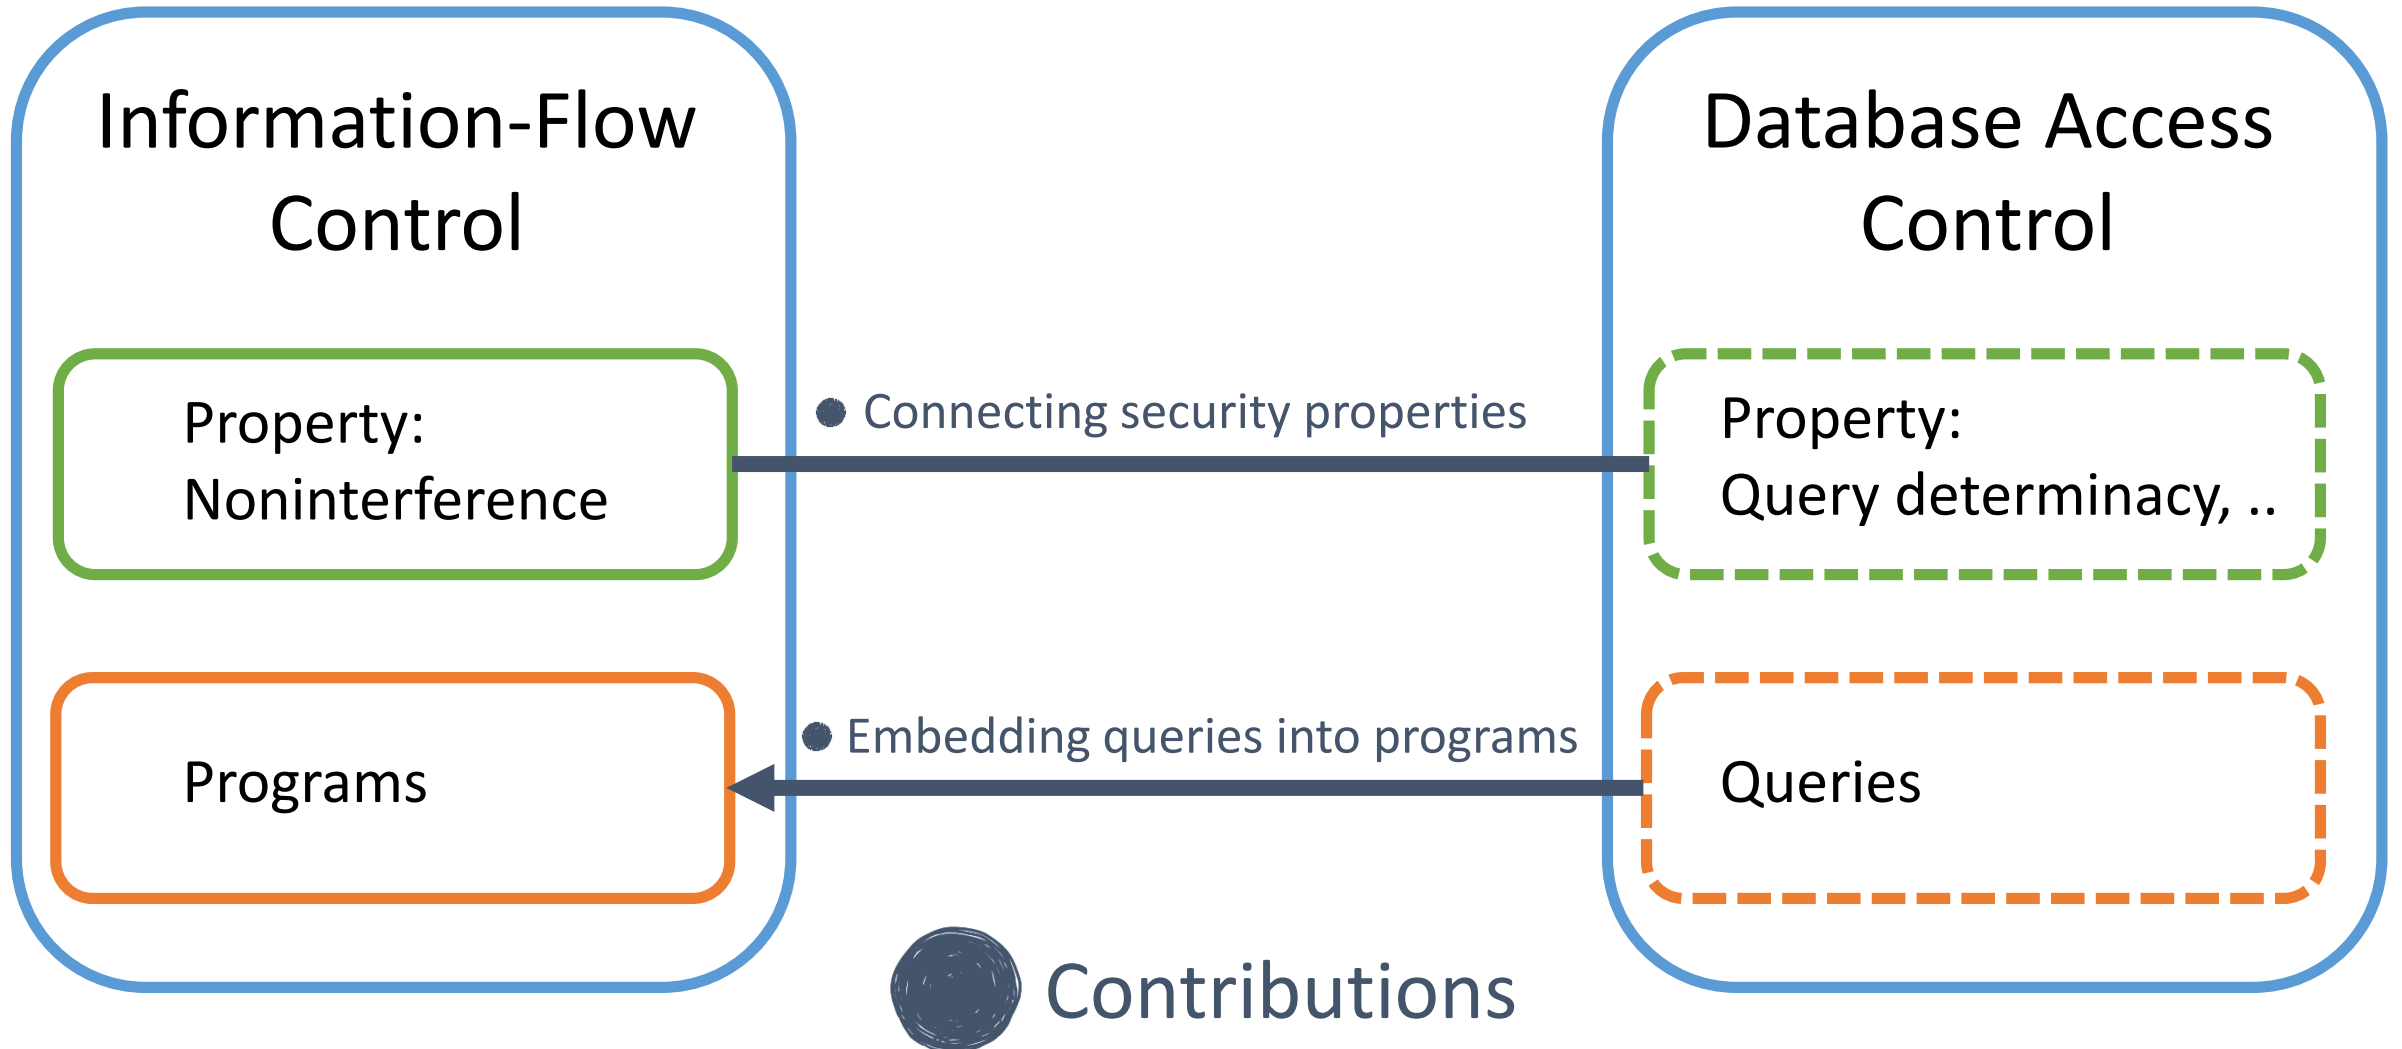 Information-Flow
Control
Property:
Noninterference
Programs
Connecting security properties
Embedding queries into programs
Database Access
Control
Property:
Query determinacy, ..
Queries
Contributions